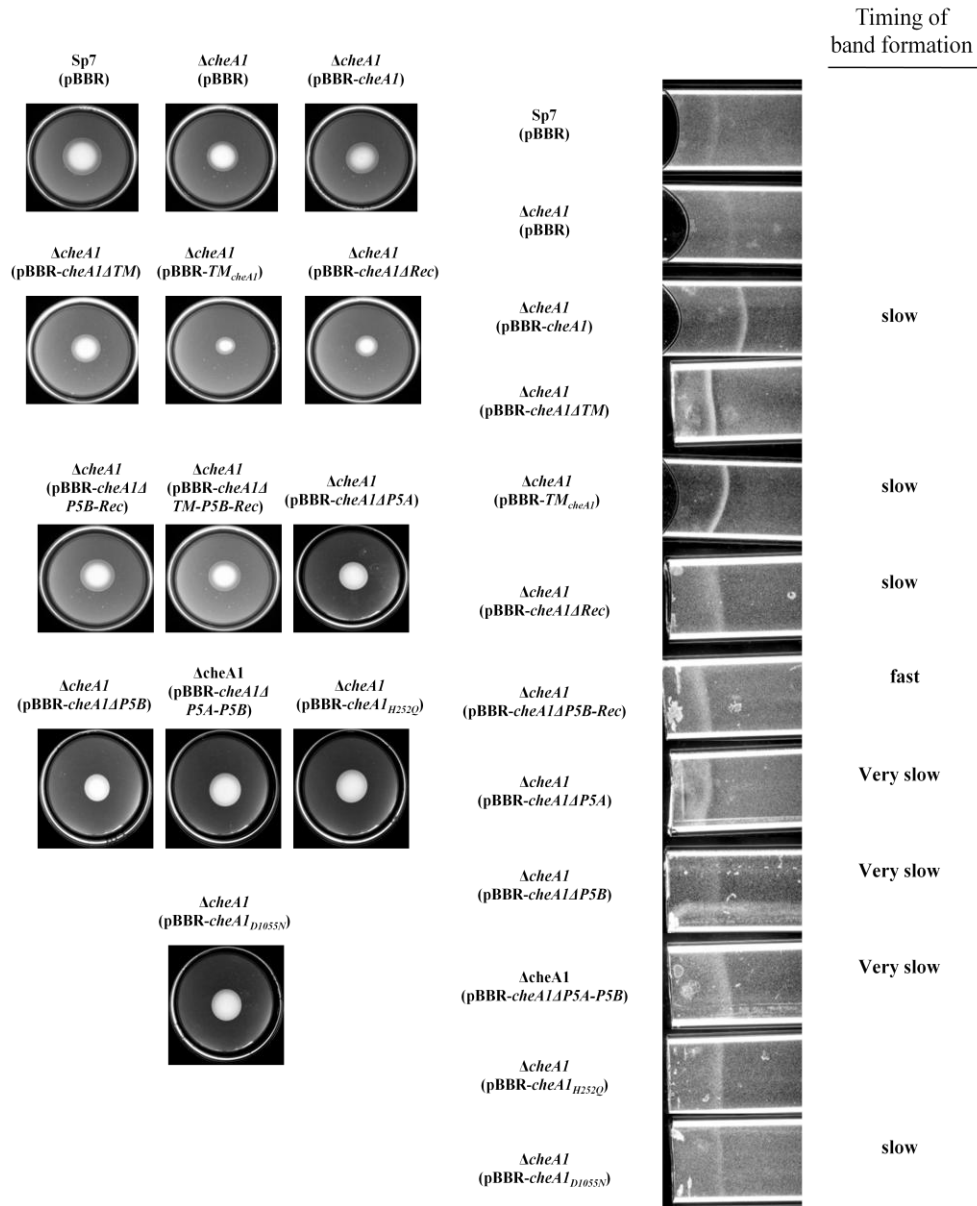 Timing of
band formation
Sp7
(pBBR)
ΔcheA1
(pBBR)
ΔcheA1
(pBBR-cheA1)
ΔcheA1
(pBBR-cheA1ΔTM)
ΔcheA1
(pBBR-TMcheA1)
ΔcheA1
(pBBR-cheA1ΔRec)
ΔcheA1
(pBBR-cheA1Δ
P5B-Rec)
ΔcheA1
(pBBR-cheA1Δ
TM-P5B-Rec)
ΔcheA1
(pBBR-cheA1ΔP5A)
ΔcheA1
(pBBR-cheA1ΔP5B)
ΔcheA1
(pBBR-cheA1Δ
P5A-P5B)
ΔcheA1
(pBBR-cheA1H252Q)
ΔcheA1
(pBBR-cheA1D1055N)
Sp7
(pBBR)
ΔcheA1
(pBBR)
ΔcheA1
(pBBR-cheA1)
slow
ΔcheA1
(pBBR-cheA1ΔTM)
ΔcheA1
(pBBR-TMcheA1)
slow
ΔcheA1
(pBBR-cheA1ΔRec)
slow
ΔcheA1
(pBBR-cheA1ΔP5B-Rec)
fast
ΔcheA1
(pBBR-cheA1ΔP5A)
Very slow
ΔcheA1
(pBBR-cheA1ΔP5B)
Very slow
ΔcheA1
(pBBR-cheA1ΔP5A-P5B)
Very slow
ΔcheA1
(pBBR-cheA1H252Q)
ΔcheA1
(pBBR-cheA1D1055N)
slow